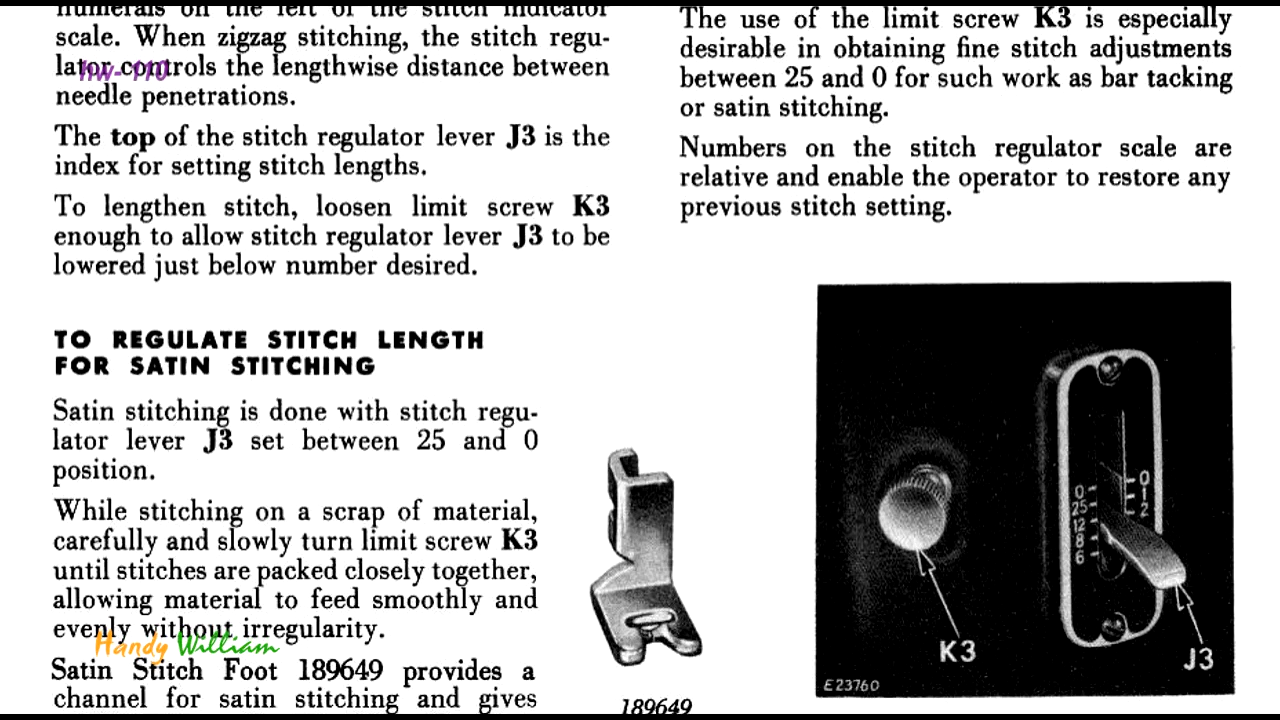 numerals on the left of the stitch indicator
scale. When zigzag stitching, the stitch regu-
lator controls the lengthwise distance between
needle penetrations.
hw-110
The top of the stitch regulator lever J3 is the
index for setting stitch lengths.
To lengthen stitch, loosen limit screw K3
enough to allow stitch regulator lever J3 to be
lowered just below number desired.
TO REGULATE STITCH LENGTH
FOR SATIN STITCHING
Satin stitching is done with stitch regu-
lator lever J3 set between 25 and 0
position.
While stitching on a scrap of material,
carefully and slowly turn limit screw K3
until stitches are packed closely together,
allowing material to feed smoothly and
evenly without irregularity.
Handy William
Satin Stitch Foot 189649 provides a
channel for satin stitching and gives
189649
The use of the limit screw K3 is especially
desirable in obtaining fine stitch adjustments
between 25 and 0 for such work as bar tacking
or satin stitching.
Numbers on the stitch regulator scale are
relative and enable the operator to restore any
previous stitch setting.
0
25
12
8
6
0
1
2
K3
J3
E23760